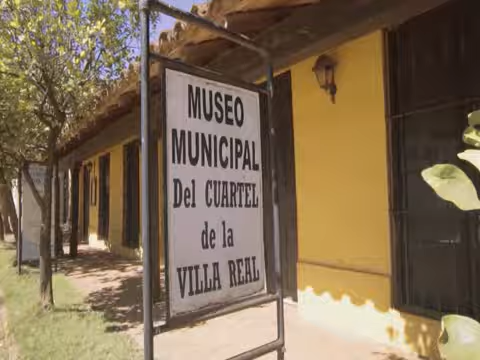 MUSEO
MUNICIPAL
Del CUARTEL
de la
VILLA REAL